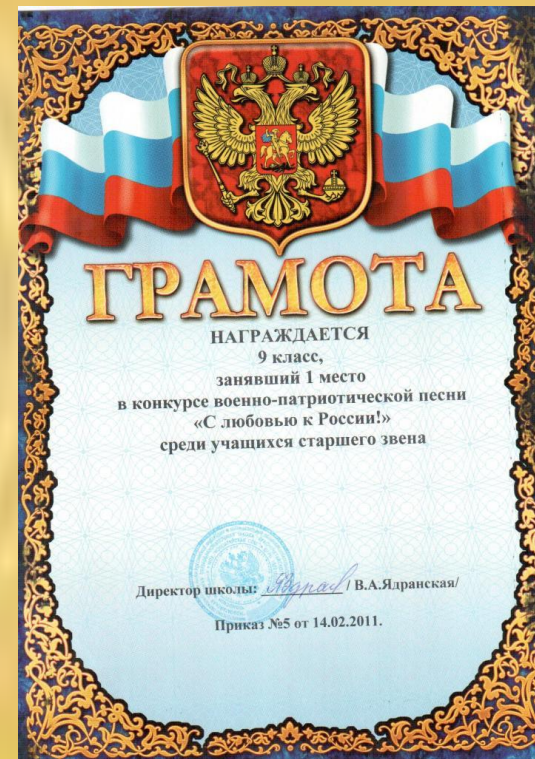 ГРАМОТА
НАГРАЖДАЕТСЯ
9 класс,
занявший 1 место
в конкурсе военно-патриотической песни
«С любовью к России!»
среди учащихся старшего звена
Директор школы: / В.А.Ядранская/
Приказ №5 от 14.02.2011.